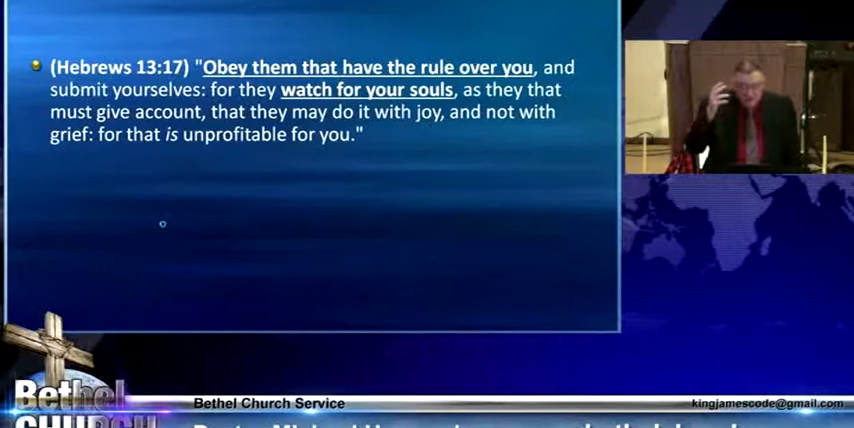 (Hebrews 13:17) "Obey them that have the rule over you, and
submit yourselves: for they watch for your souls, as they that
must give account, that they may do it with joy, and not with
grief: for that is unprofitable for you."
Bethel
CHURCH
Bethel Church Service
kingjamescode@gmail.com
Pastor